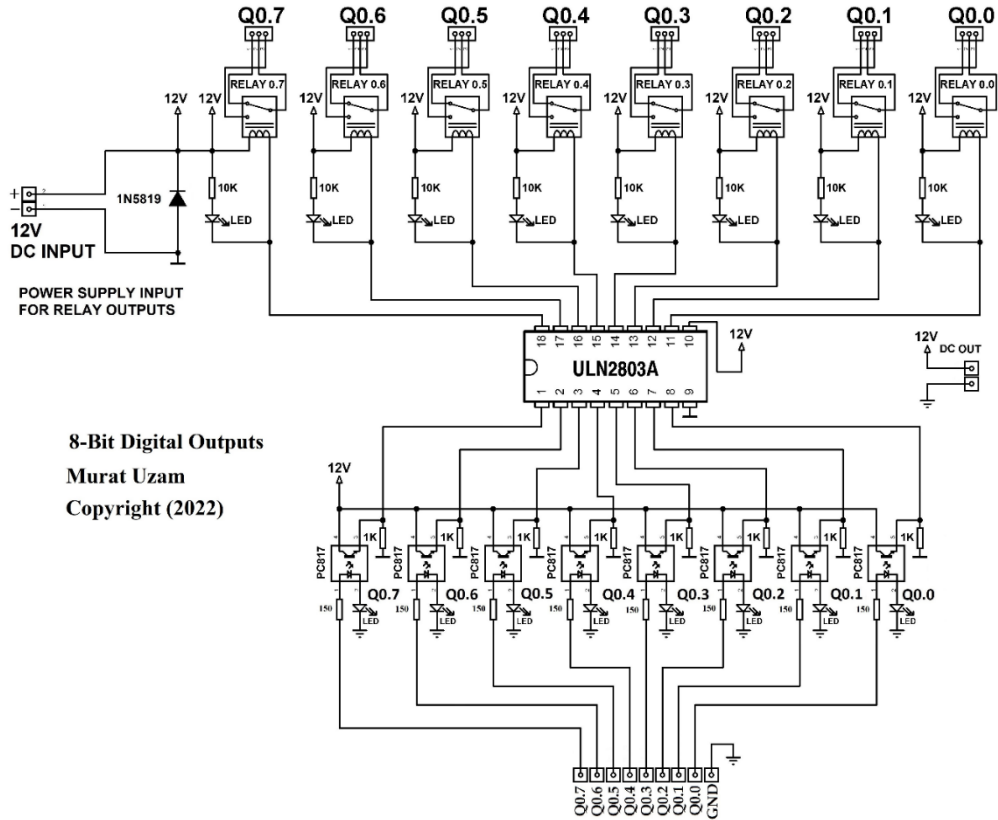 Q0.7 Q0.6 Q0.5 Q0.4 Q0.3 Q0.2 Q0.1 Q0.0
RELAY 0.7 RELAY 0.6 RELAY 0.5 RELAY 0.4 RELAY 0.3 RELAY 0.2 RELAY 0.1 RELAY 0.0
12V 12V 12V 12V 12V 12V 12V 12V 12V
10K 10K 10K 10K 10K 10K 10K 10K
+ 2 1N5819
− 1 LED LED LED LED LED LED LED LED
12V
DC INPUT
POWER SUPPLY INPUT
FOR RELAY OUTPUTS
18 17 16 15 14 13 12 11 10
12V
12V DC OUT
ULN2803A
1 2 3 4 5 6 7 8 9
8-Bit Digital Outputs
Murat Uzam
Copyright (2022)
12V
1K 1K 1K 1K 1K 1K 1K 1K
PC817 PC817 PC817 PC817 PC817 PC817 PC817 PC817
Q0.7 Q0.6 Q0.5 Q0.4 Q0.3 Q0.2 Q0.1 Q0.0
150 150 150 150 150 150 150 150
LED LED LED LED LED LED LED LED
Q0.7 Q0.6 Q0.5 Q0.4 Q0.3 Q0.2 Q0.1 Q0.0 GND